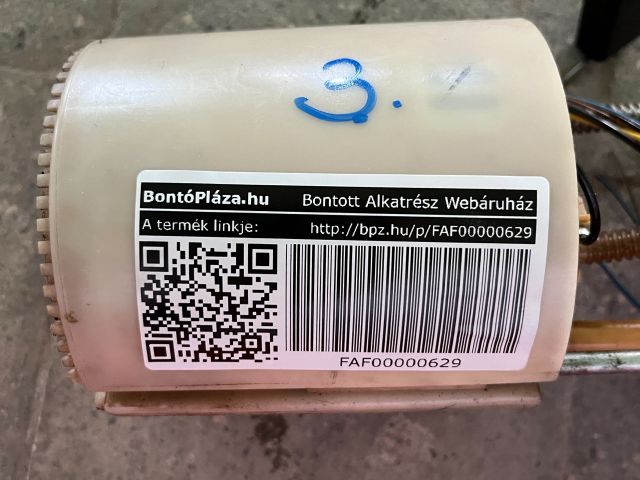 3.
BontóPláza.hu Bontott Alkatrész Webáruház
A termék linkje: http://bpz.hu/p/FAF00000629
FAF00000629